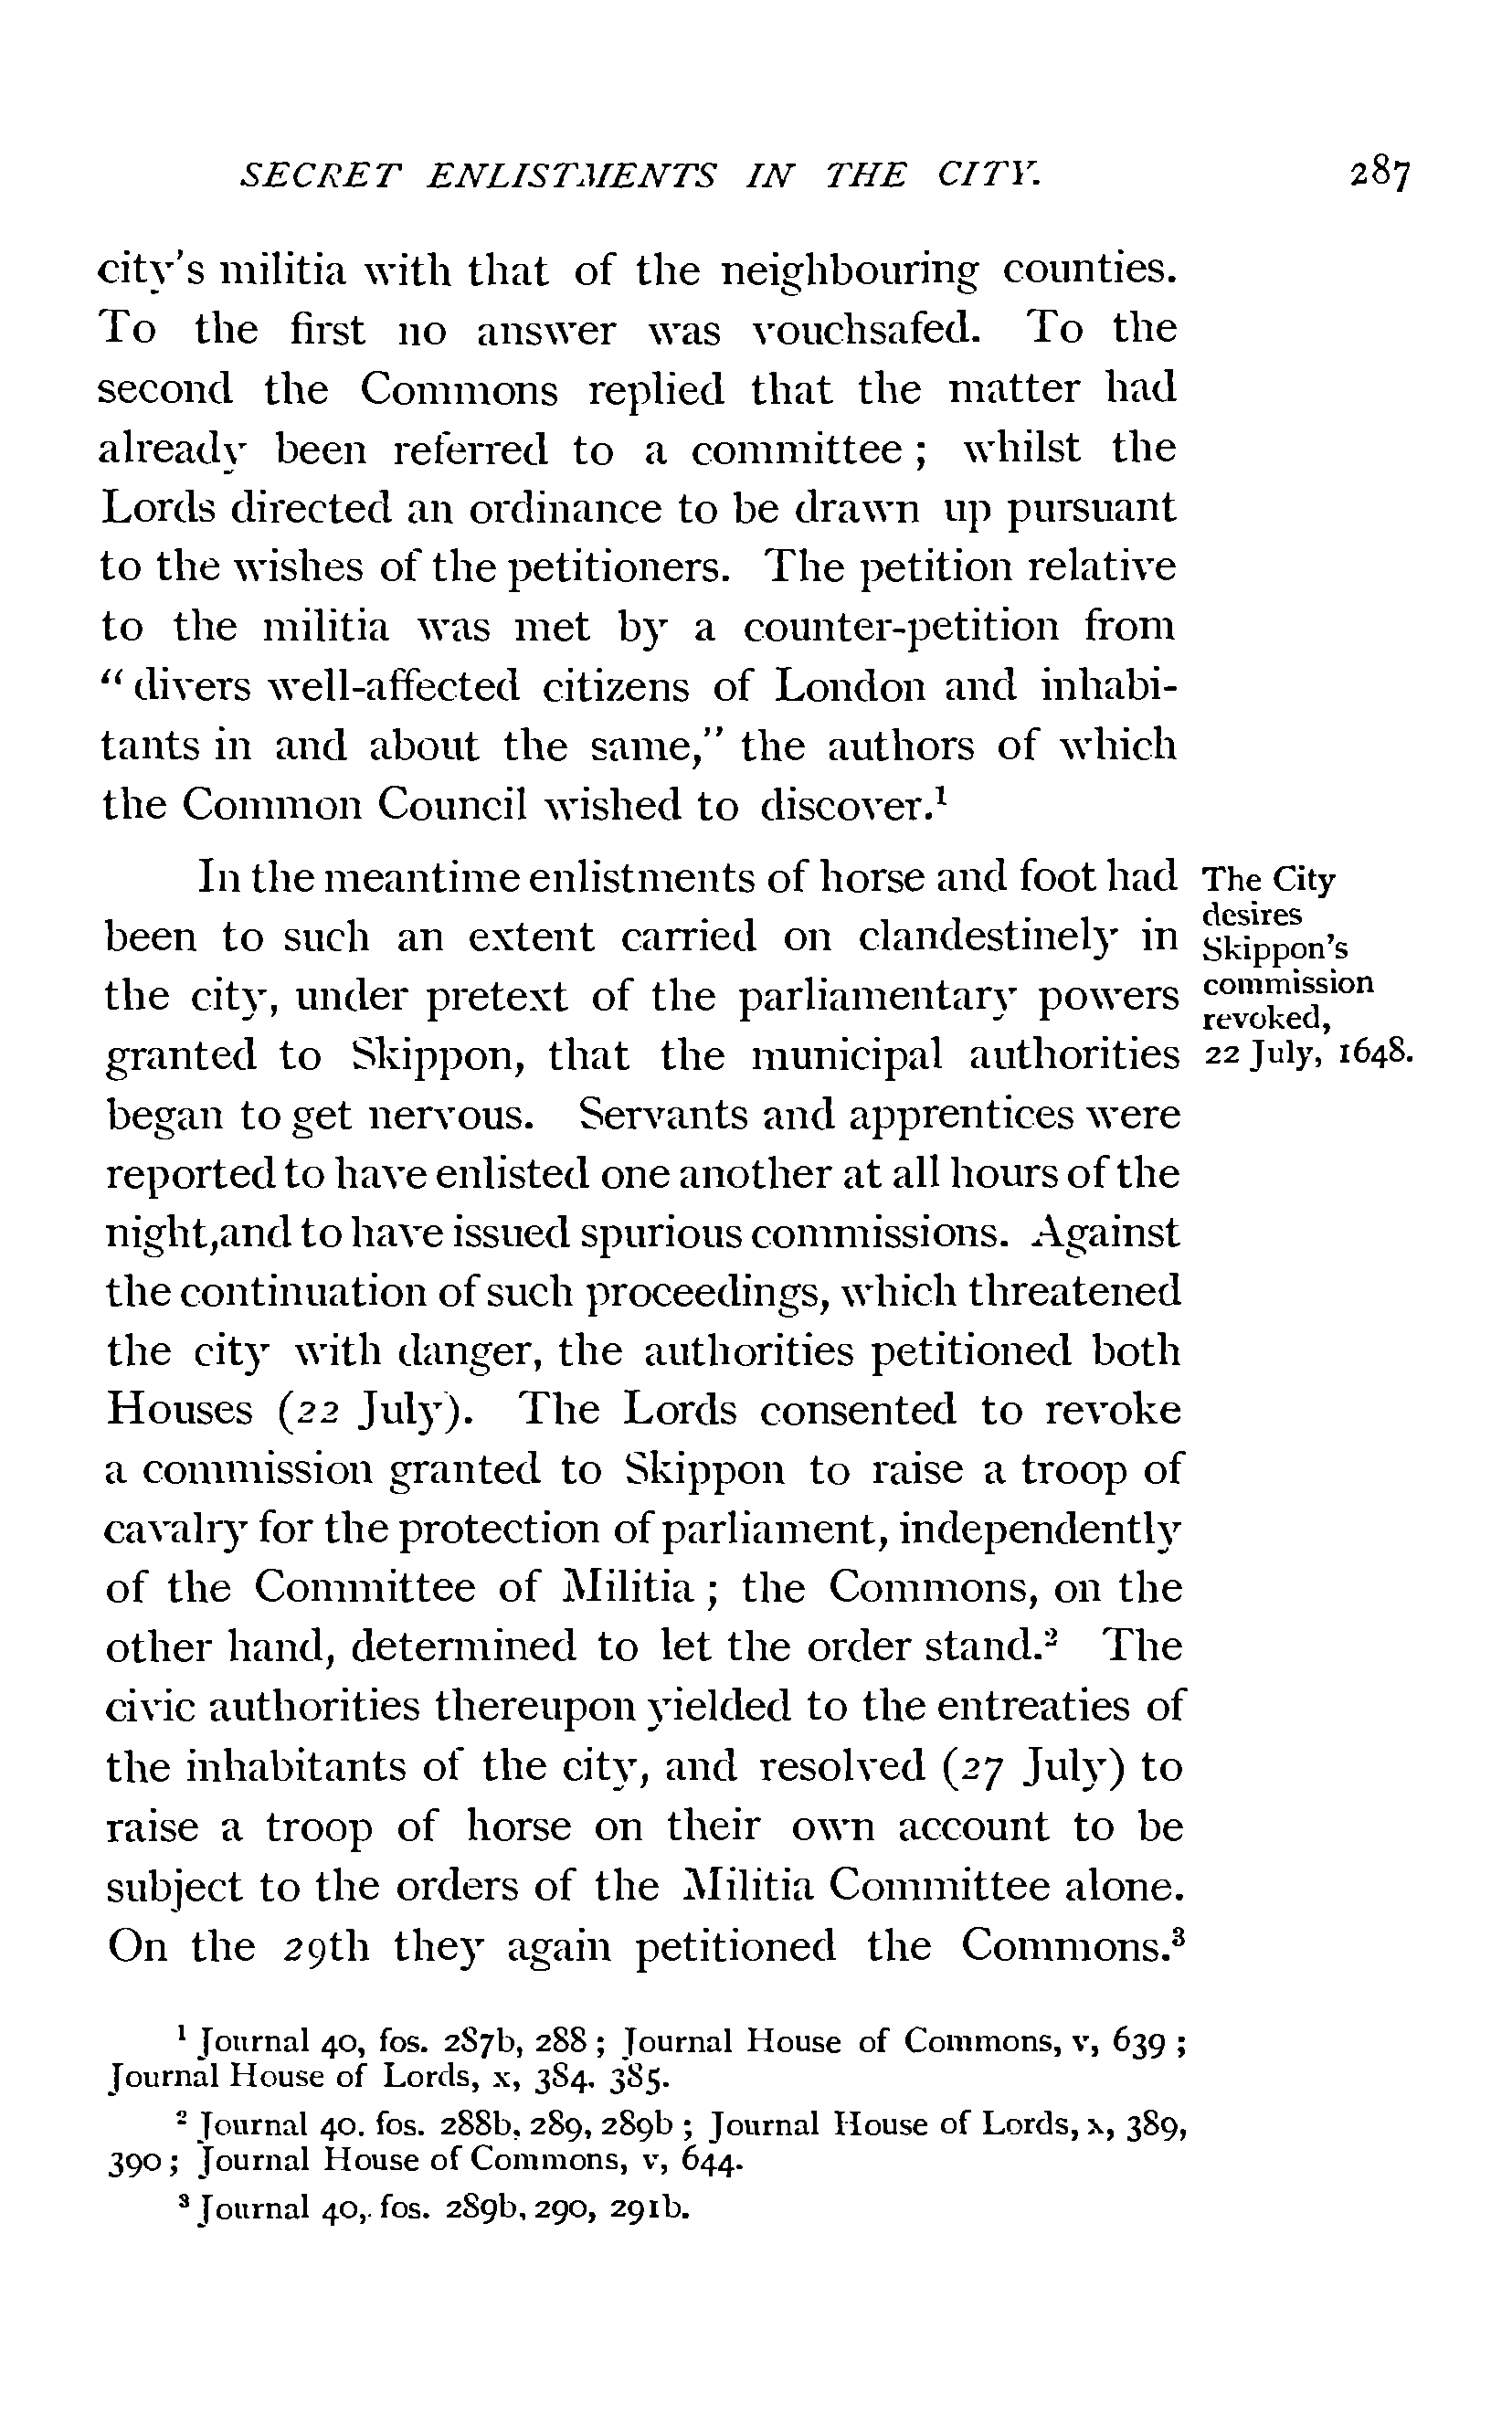 SECRET ENLISTMENTS IN THE CITY. 287
city's militia with that of the neighbouring counties.
To the first no answer was vouchsafed. To the
second the Commons replied that the matter had
already been referred to a committee ; whilst the
Lords directed an ordinance to be drawn up pursuant
to the wishes of the petitioners. The petition relative
to the militia was met by a counter-petition from
“ divers well-affected citizens of London and inhabi-
tants in and about the same,” the authors of which
the Common Council wished to discover.¹
In the meantime enlistments of horse and foot had
been to such an extent carried on clandestinely in
the city, under pretext of the parliamentary powers
granted to Skippon, that the municipal authorities
began to get nervous. Servants and apprentices were
reported to have enlisted one another at all hours of the
night,and to have issued spurious commissions. Against
the continuation of such proceedings, which threatened
the city with danger, the authorities petitioned both
Houses (22 July). The Lords consented to revoke
a commission granted to Skippon to raise a troop of
cavalry for the protection of parliament, independently
of the Committee of Militia ; the Commons, on the
other hand, determined to let the order stand.² The
civic authorities thereupon yielded to the entreaties of
the inhabitants of the city, and resolved (27 July) to
raise a troop of horse on their own account to be
subject to the orders of the Militia Committee alone.
On the 29th they again petitioned the Commons.³
The City
desires
Skippon's
commission
revoked,
22 July, 1648.
¹ Journal 40, fos. 287b, 288 ; Journal House of Commons, v, 639 ;
Journal House of Lords, x, 384, 385.
² Journal 40. fos. 288b, 289, 289b ; Journal House of Lords, x, 389,
390 ; Journal House of Commons, v, 644.
³ Journal 40, fos. 289b, 290, 291b.